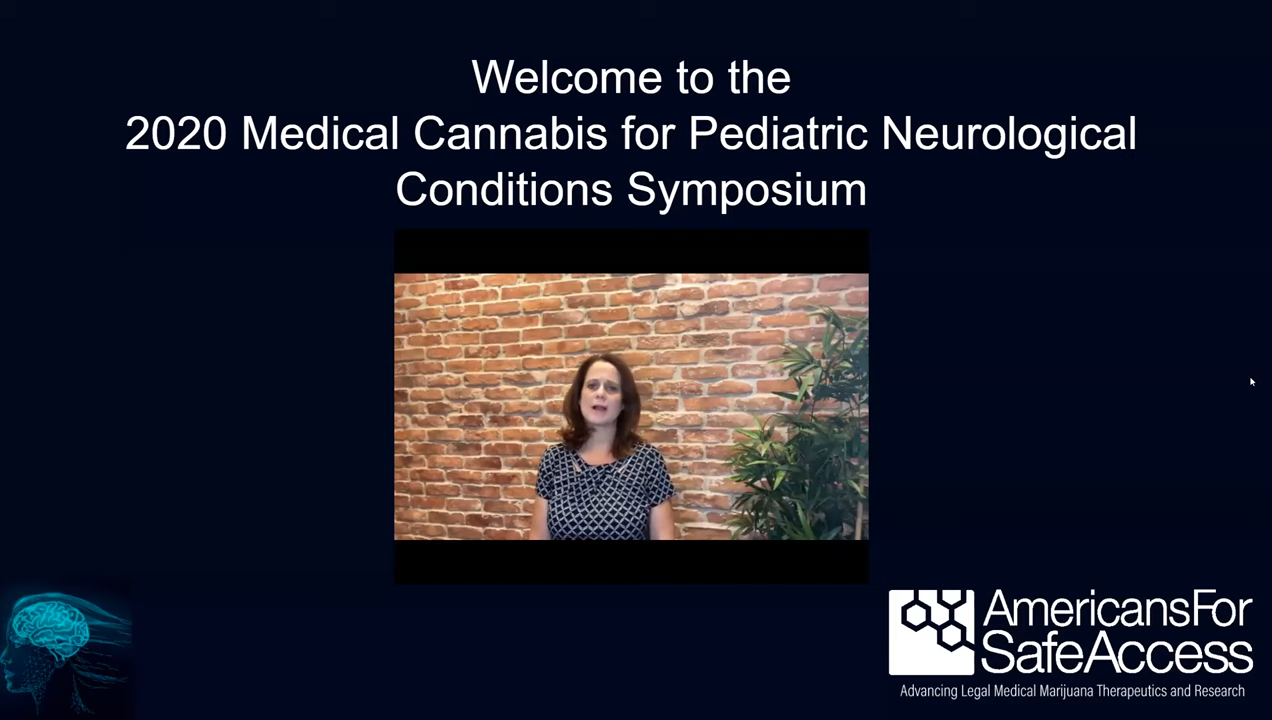 Welcome to the
2020 Medical Cannabis for Pediatric Neurological
Conditions Symposium
AmericansFor
SafeAccess
Advancing Legal Medical Marijuana Therapeutics and Research